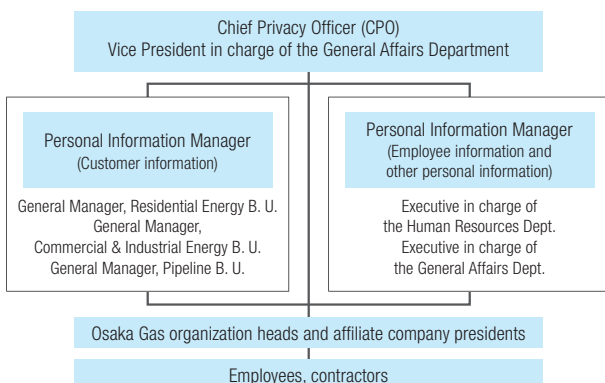 Chief Privacy Officer (CPO)
Vice President in charge of the General Affairs Department
Personal Information Manager
(Customer information)
General Manager, Residential Energy B. U.
General Manager,
Commercial & Industrial Energy B. U.
General Manager, Pipeline B. U.
Personal Information Manager
(Employee information and
other personal information)
Executive in charge of
the Human Resources Dept.
Executive in charge of
the General Affairs Dept.
Osaka Gas organization heads and affiliate company presidents
Employees, contractors